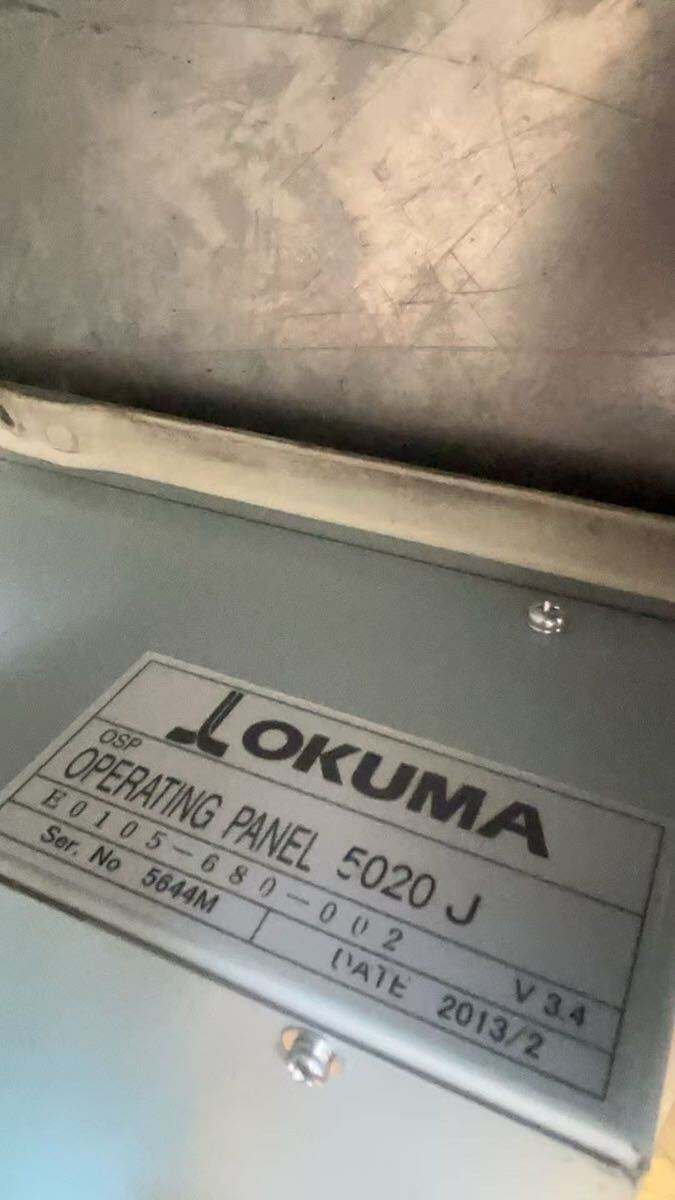 OKUMA
OSP
OPERATING PANEL 5020 J
E0105-680-002 V 3.4
Ser. No 5644M DATE 2013/2